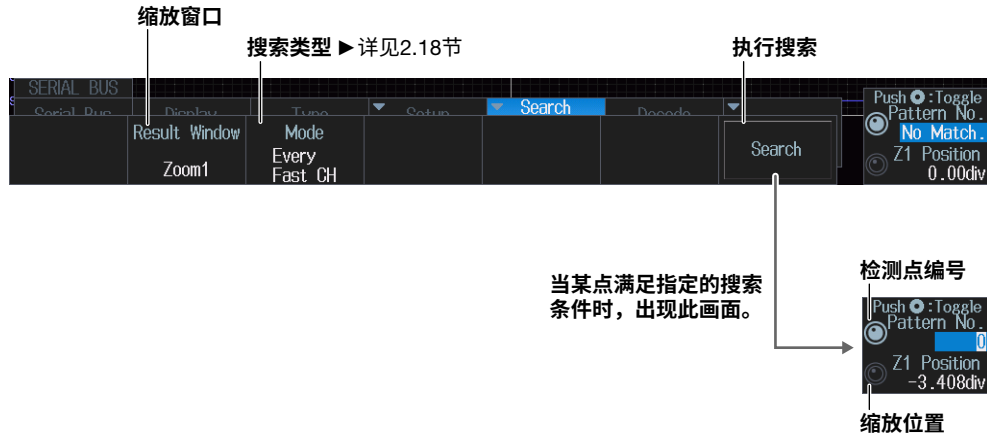 缩放窗口
搜索类型 ▶ 详见2.18节
执行搜索
SERIAL BUS
Serial Bus Display Type Setup Search Decode
Result Window
Zoom1
Mode
Every
Fast CH
Search
Push :Toggle
Pattern No.
No Match.
Z1 Position
0.00div
当某点满足指定的搜索
条件时，出现此画面。
检测点编号
Push :Toggle
Pattern No.
0
Z1 Position
-3.408div
缩放位置